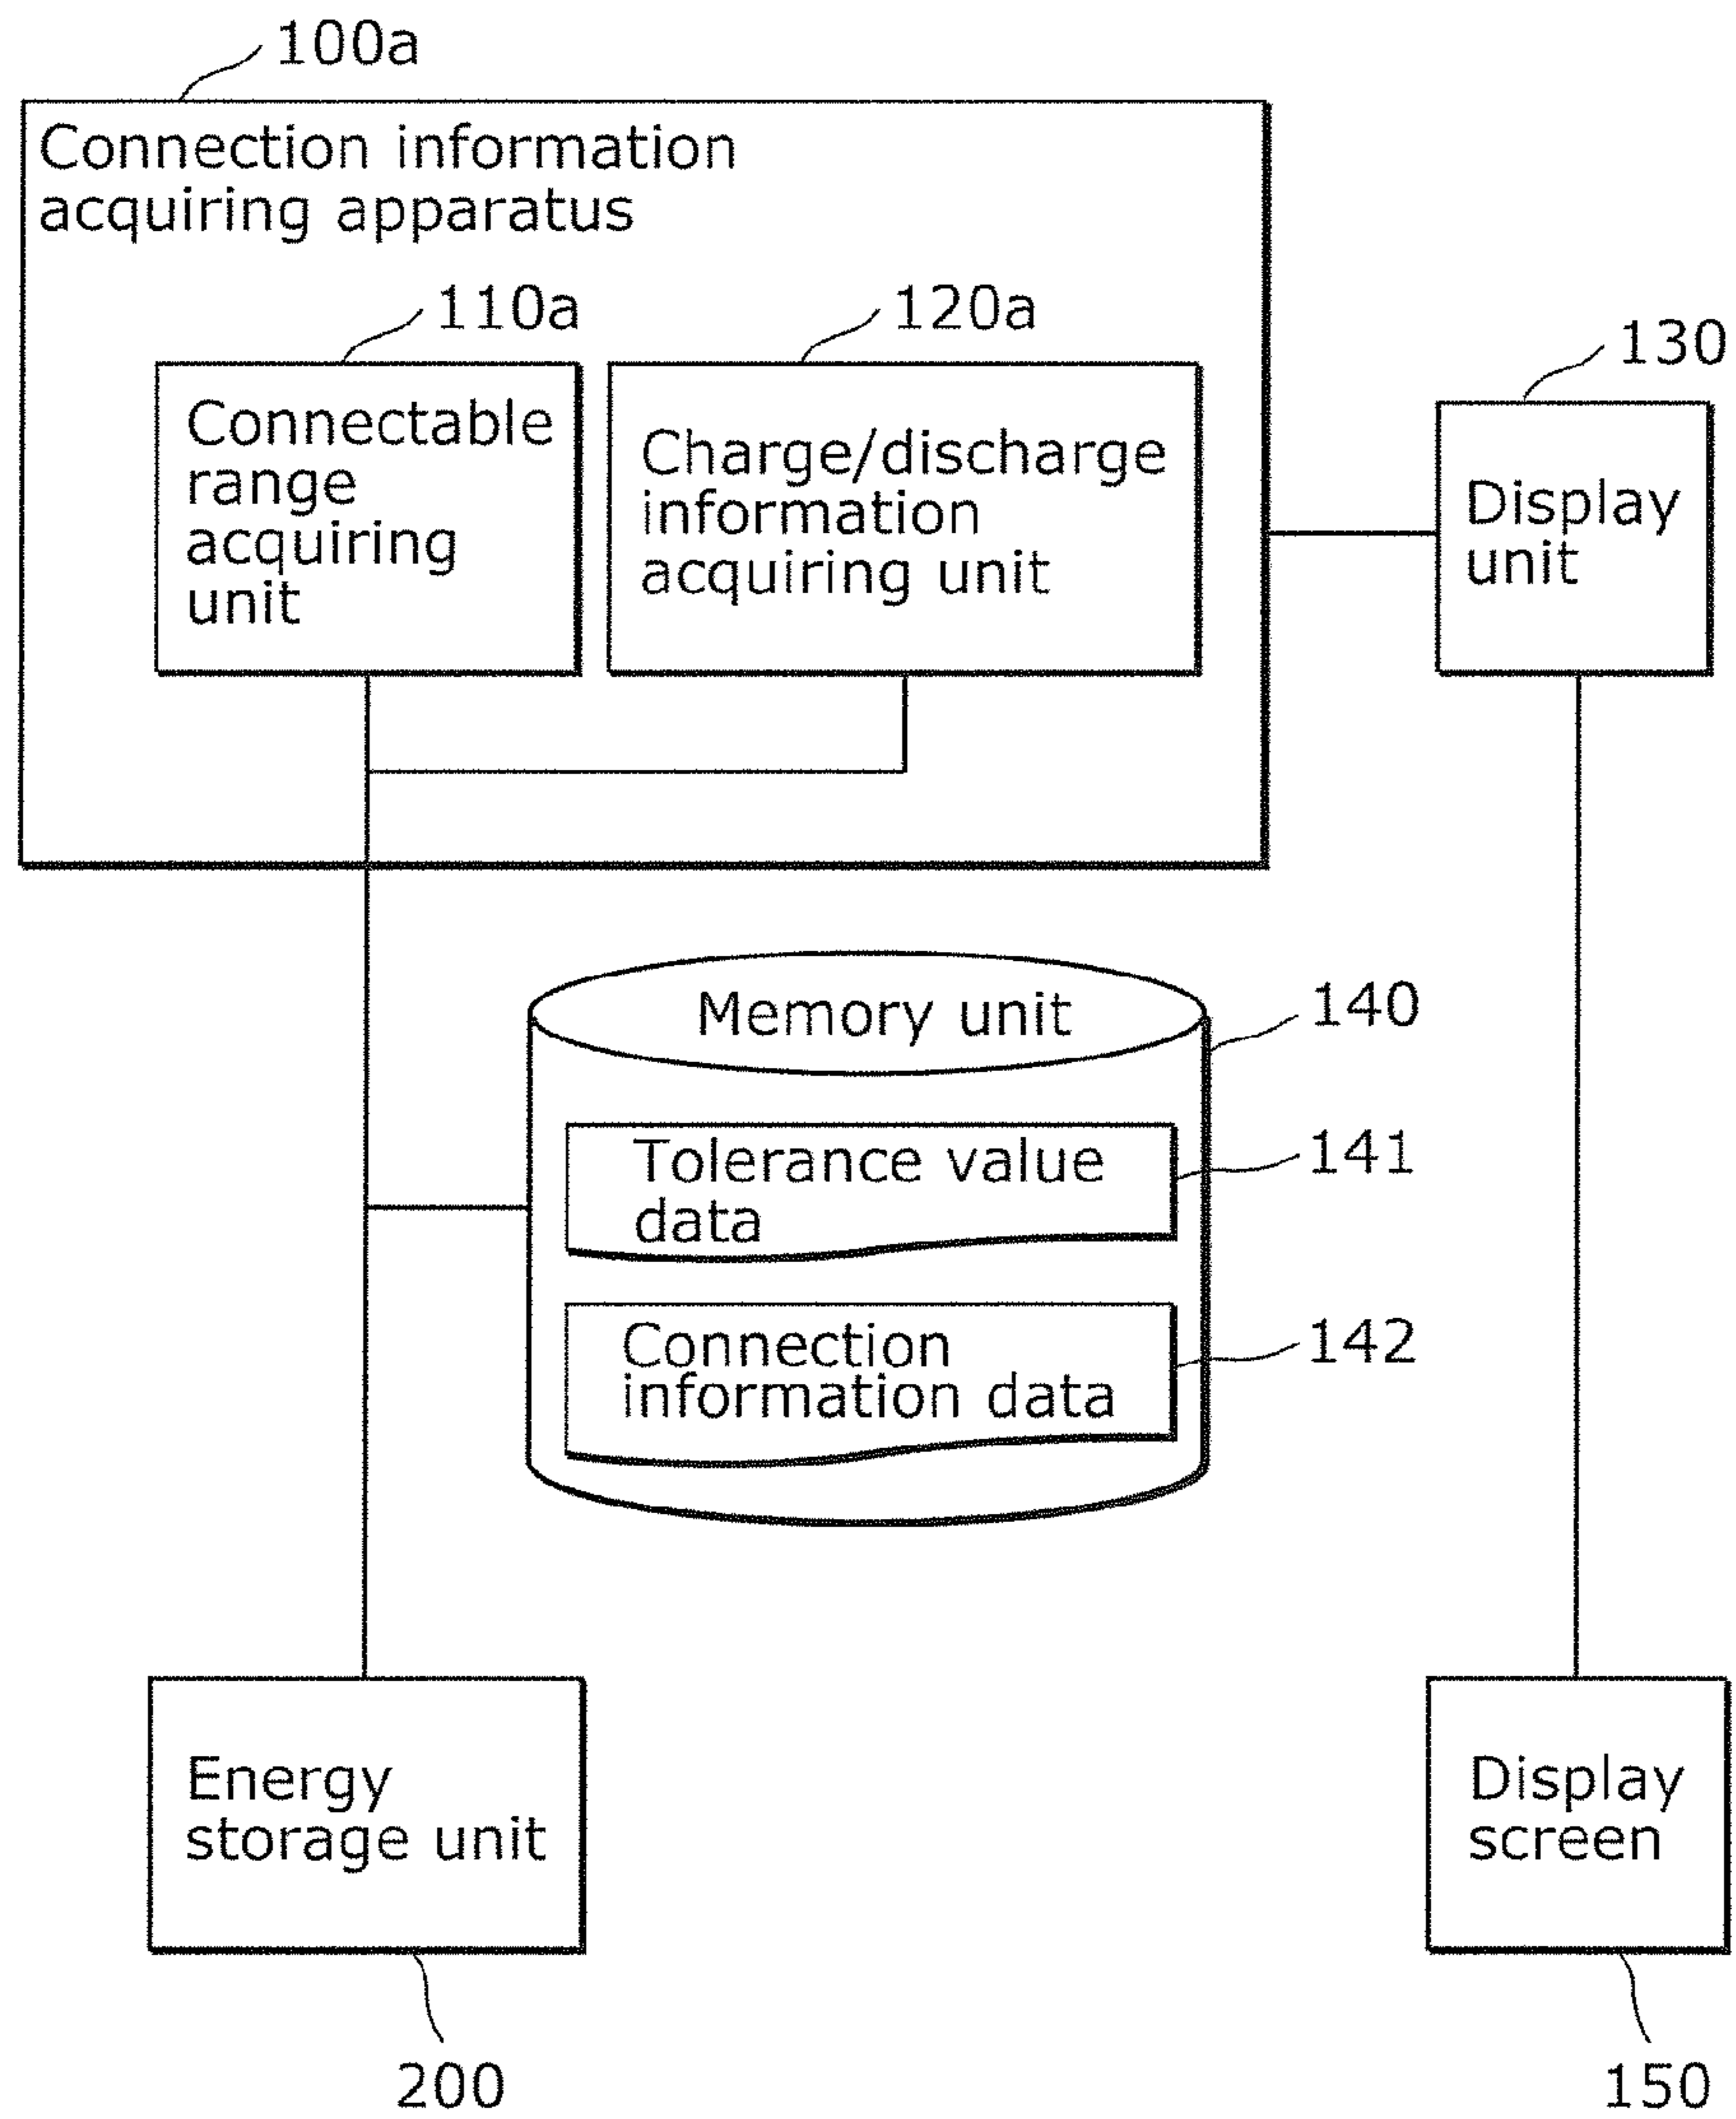 100a
Connection information
acquiring apparatus
110a
120a
130
Connectable
range
acquiring
unit
Charge/discharge
information
acquiring unit
Display
unit
Memory unit
140
Tolerance value
data
141
Connection
information data
142
Energy
storage unit
Display
screen
200
150